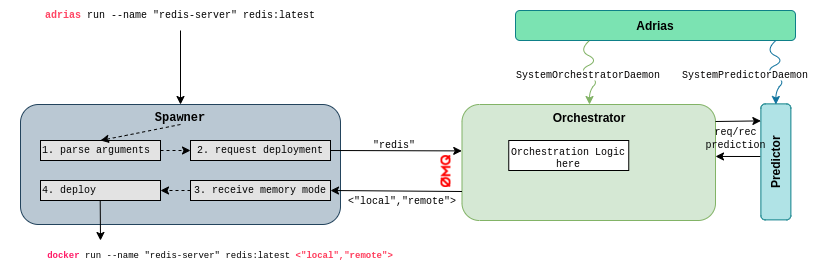 adrias run --name "redis-server" redis:latest
Adrias
SystemOrchestratorDaemon
SystemPredictorDaemon
Spawner
1. parse arguments
2. request deployment
4. deploy
3. receive memory mode
"redis"
ØMQ
<"local","remote">
Orchestrator
Orchestration Logic
here
req/rec
prediction
Predictor
docker run --name "redis-server" redis:latest <"local","remote">